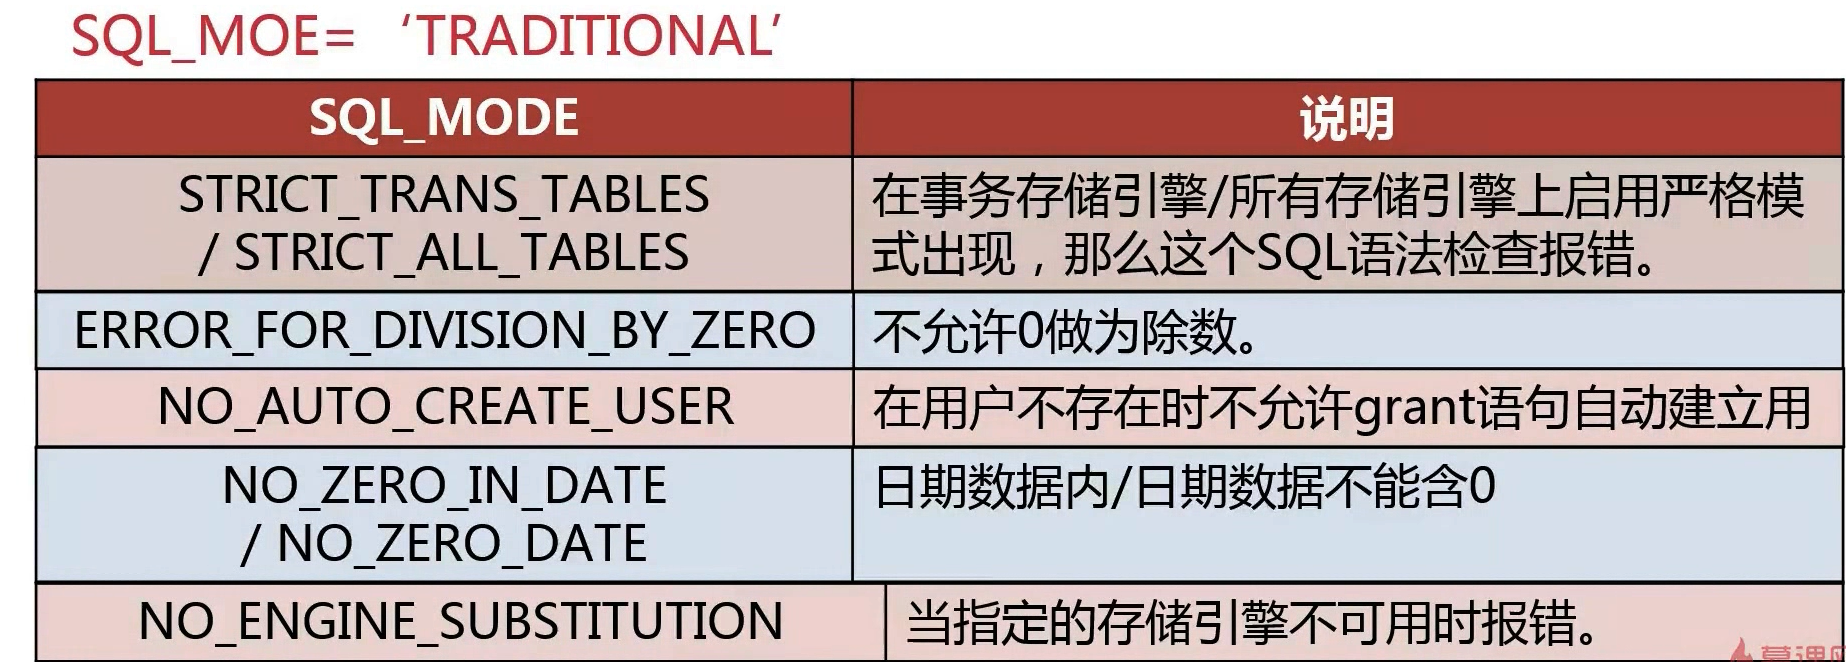 SQL_MOE= ‘TRADITIONAL’
SQL_MODE
说明
STRICT_TRANS_TABLES
/ STRICT_ALL_TABLES
在事务存储引擎/所有存储引擎上启用严格模
式出现，那么这个SQL语法检查报错。
ERROR_FOR_DIVISION_BY_ZERO
不允许0做为除数。
NO_AUTO_CREATE_USER
在用户不存在时不允许grant语句自动建立用
NO_ZERO_IN_DATE
/ NO_ZERO_DATE
日期数据内/日期数据不能含0
NO_ENGINE_SUBSTITUTION
当指定的存储引擎不可用时报错。